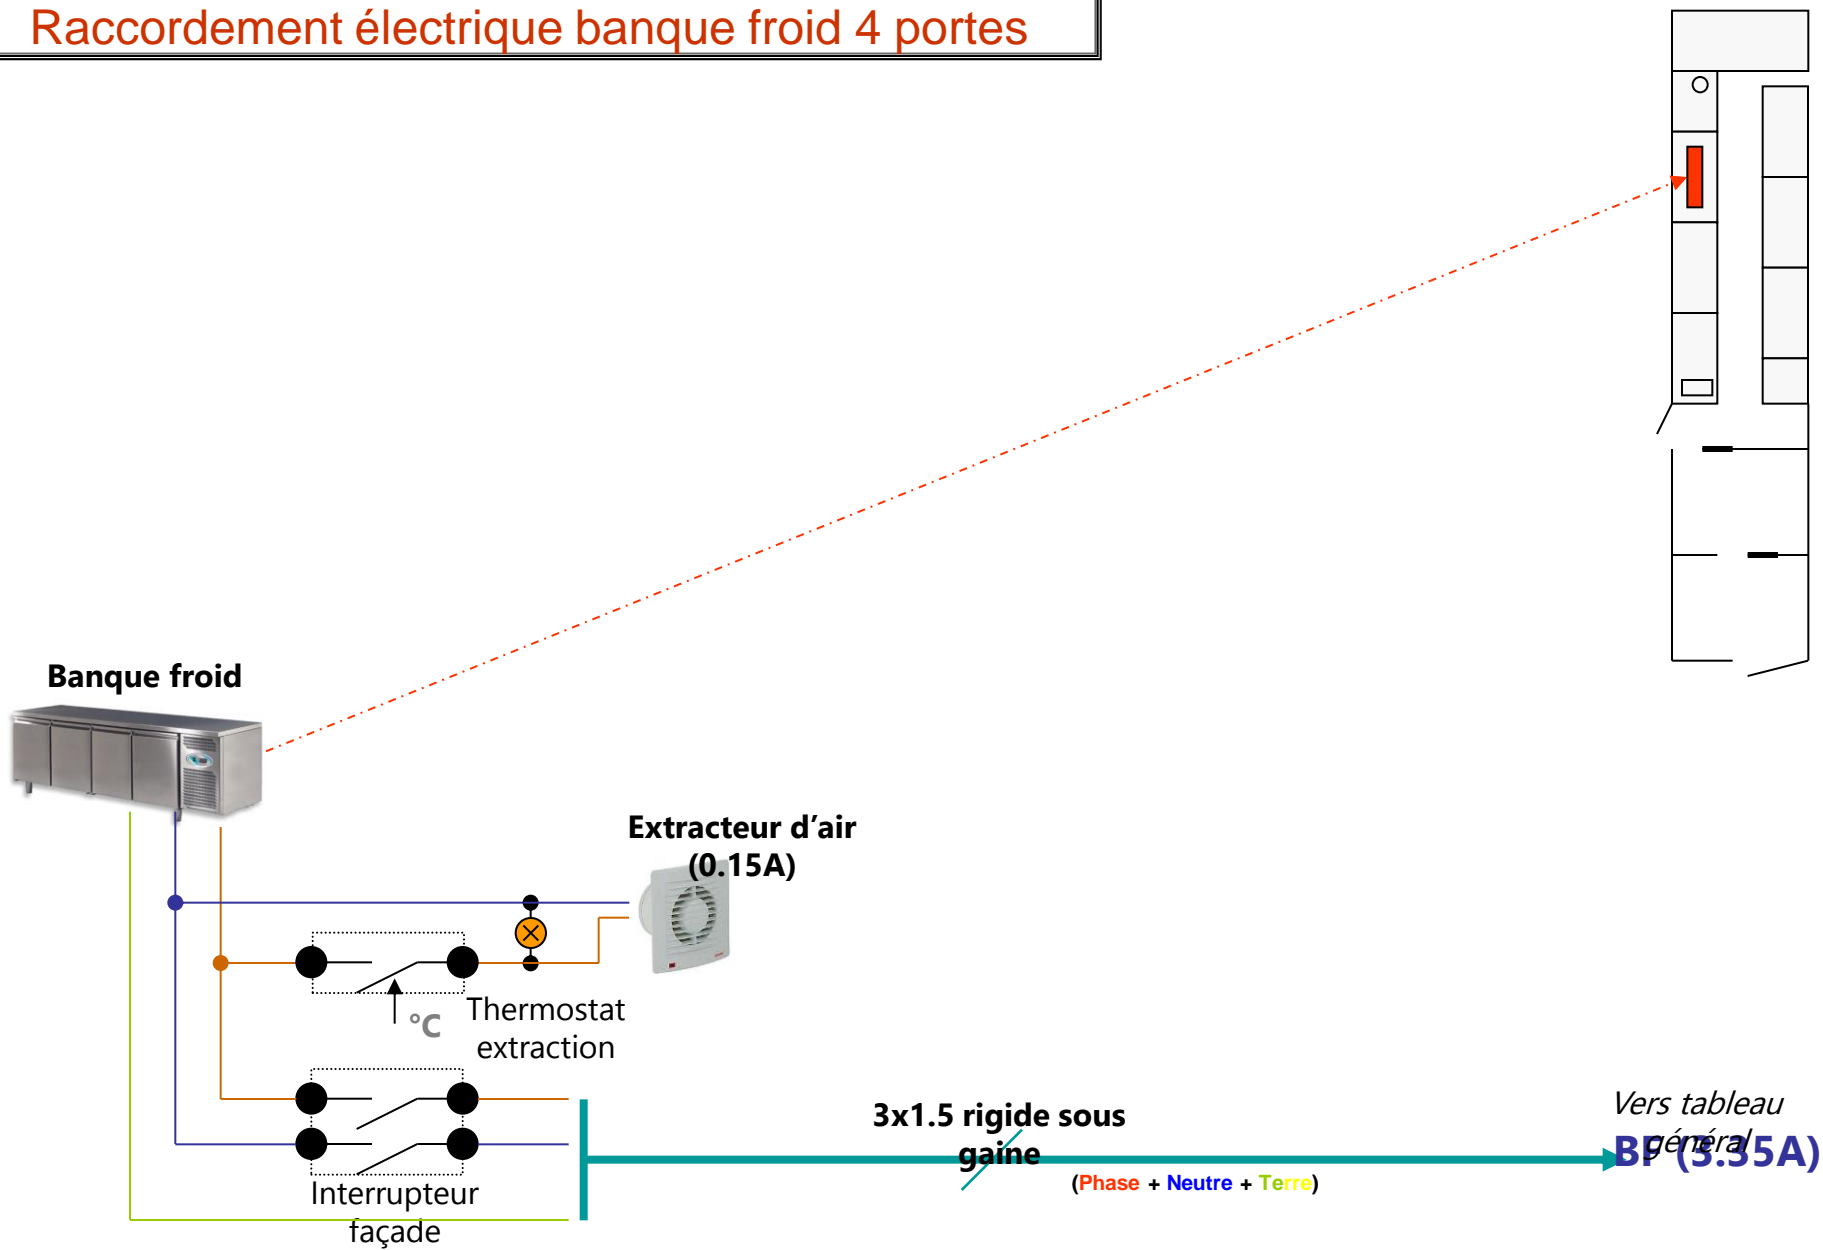 Raccordement électrique banque froid 4 portes
Banque froid
Extracteur d’air
(0.15A)
°C
Thermostat
extraction
Interrupteur
façade
3x1.5 rigide sous
gaine
(Phase + Neutre + Terre)
Vers tableau
général
BF (3.35A)